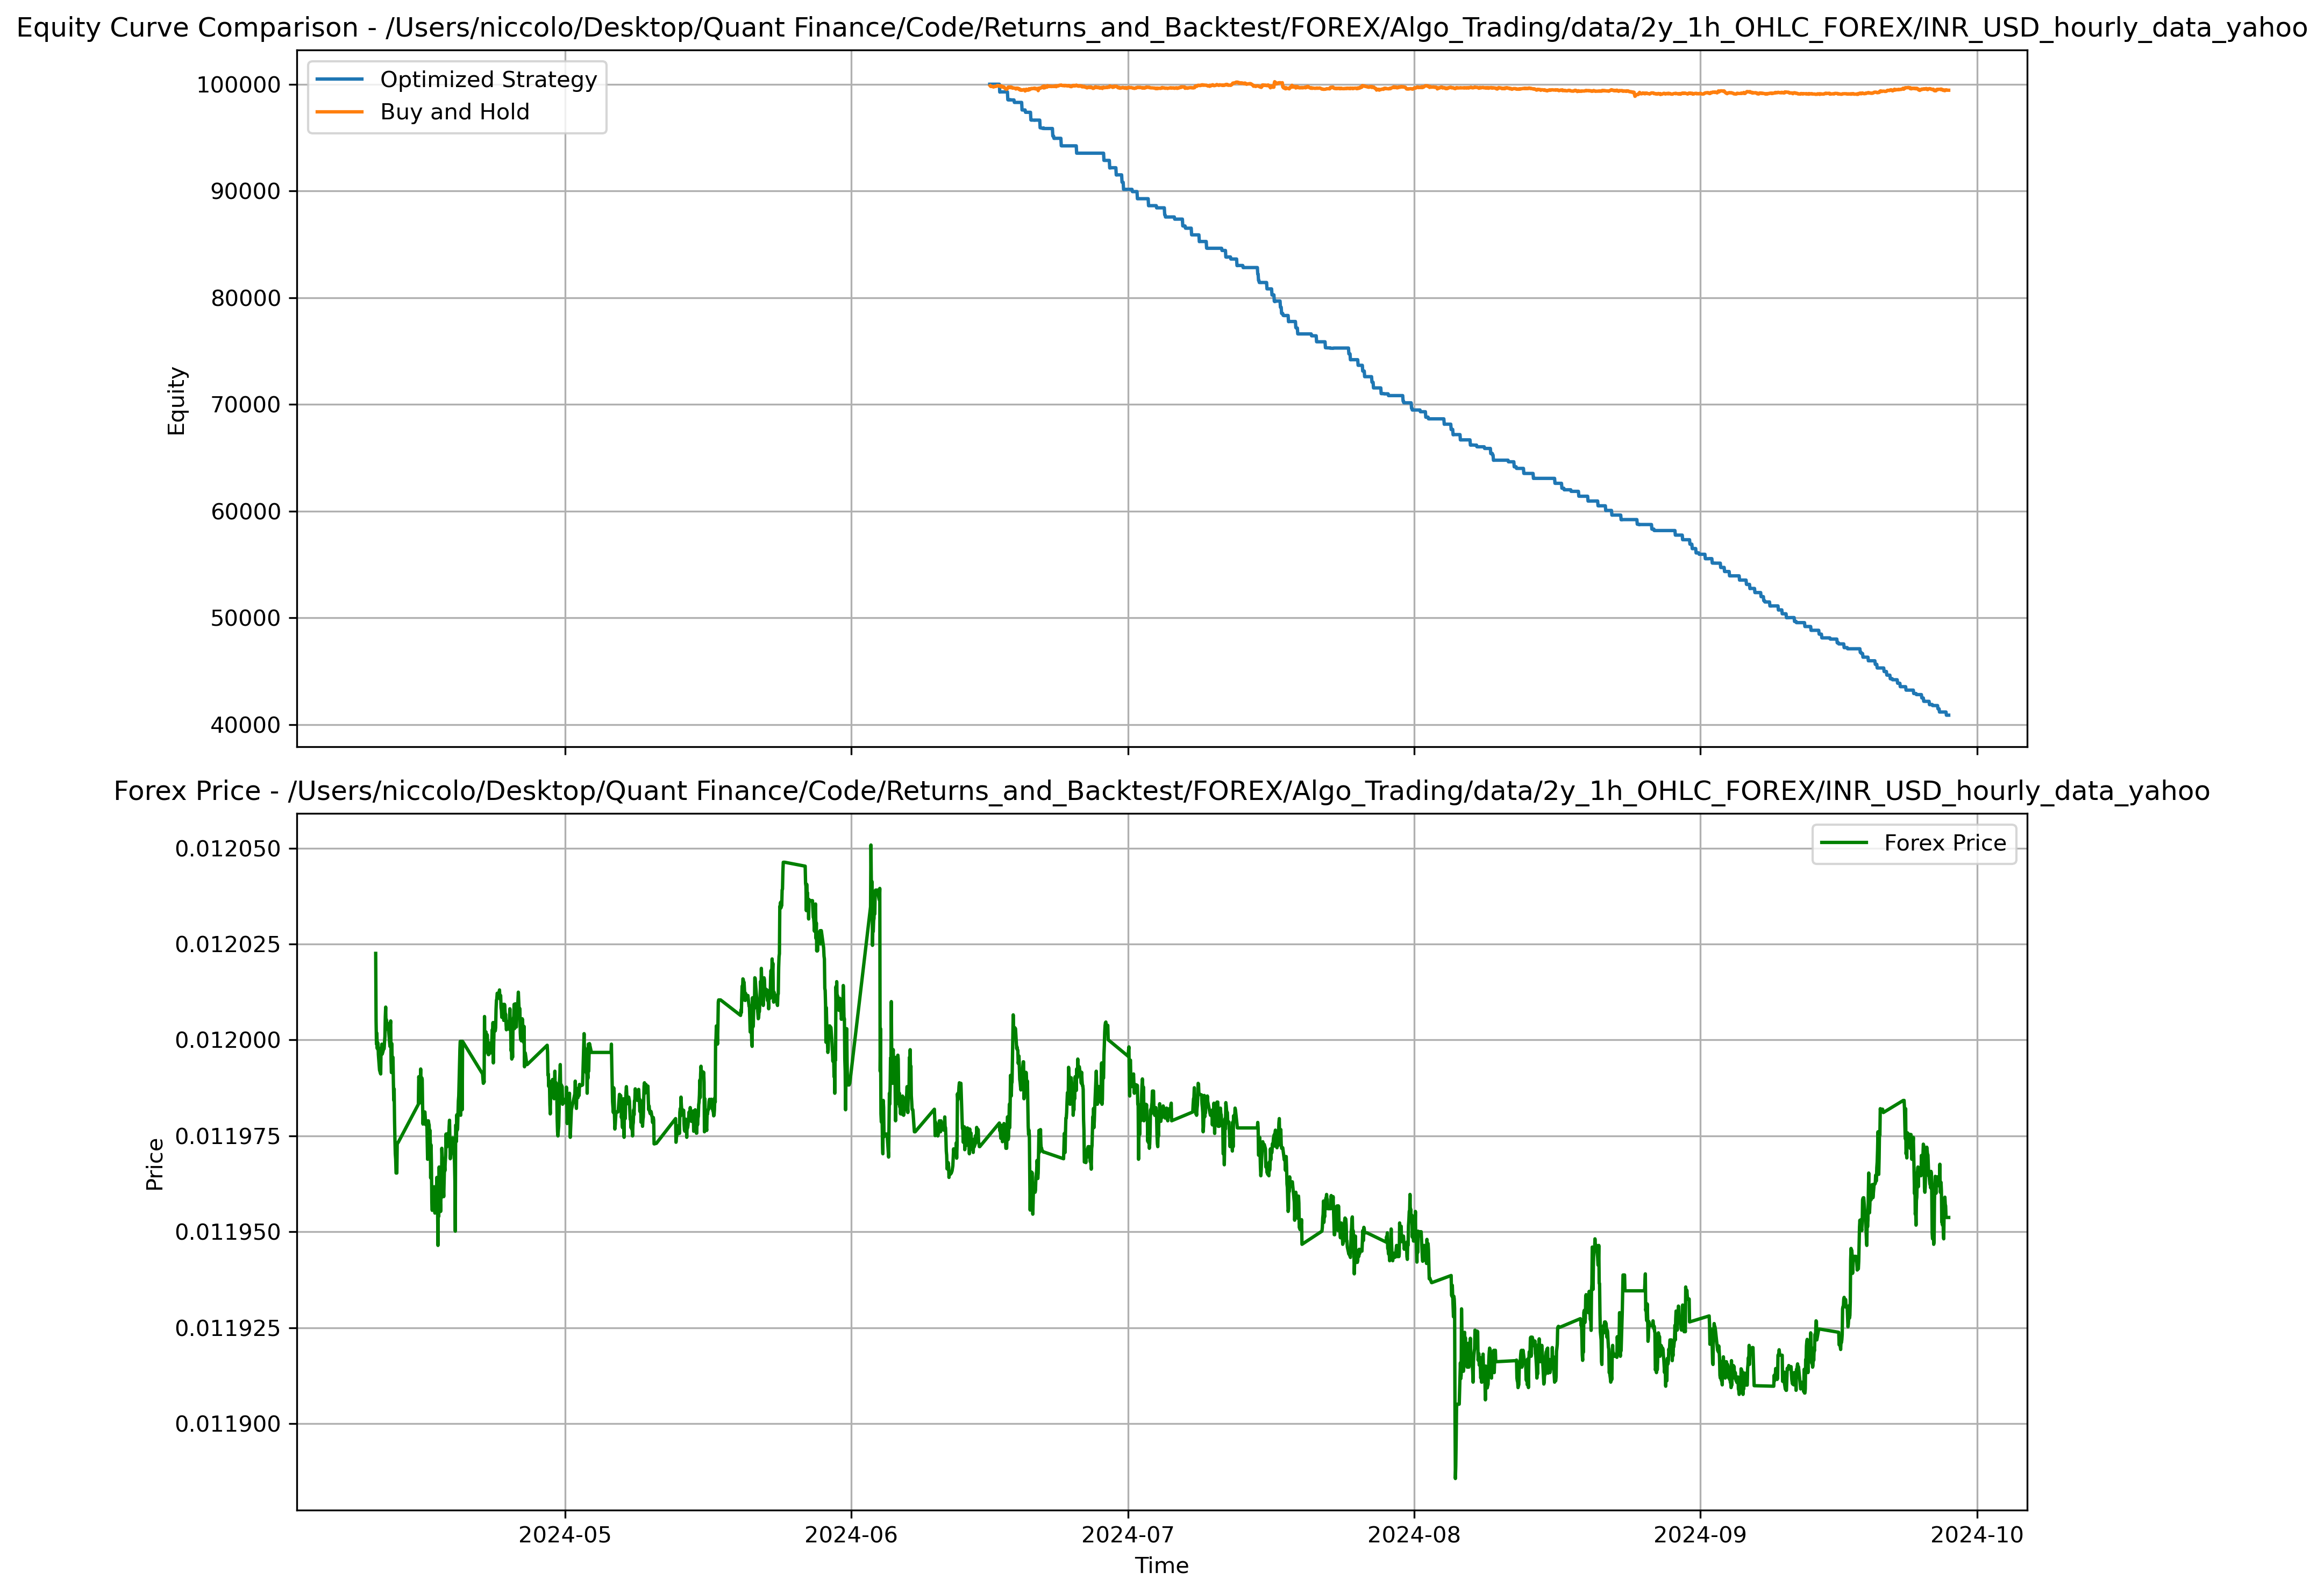 Equity Curve Comparison - /Users/niccolo/Desktop/Quant Finance/Code/Returns_and_Backtest/FOREX/Algo_Trading/data/2y_1h_OHLC_FOREX/INR_USD_hourly_data_yahoo
Optimized Strategy
Buy and Hold
100000
90000
80000
70000
60000
50000
40000
Equity
Forex Price - /Users/niccolo/Desktop/Quant Finance/Code/Returns_and_Backtest/FOREX/Algo_Trading/data/2y_1h_OHLC_FOREX/INR_USD_hourly_data_yahoo
Forex Price
0.012050
0.012025
0.012000
0.011975
0.011950
0.011925
0.011900
Price
2024-05 2024-06 2024-07 2024-08 2024-09 2024-10
Time